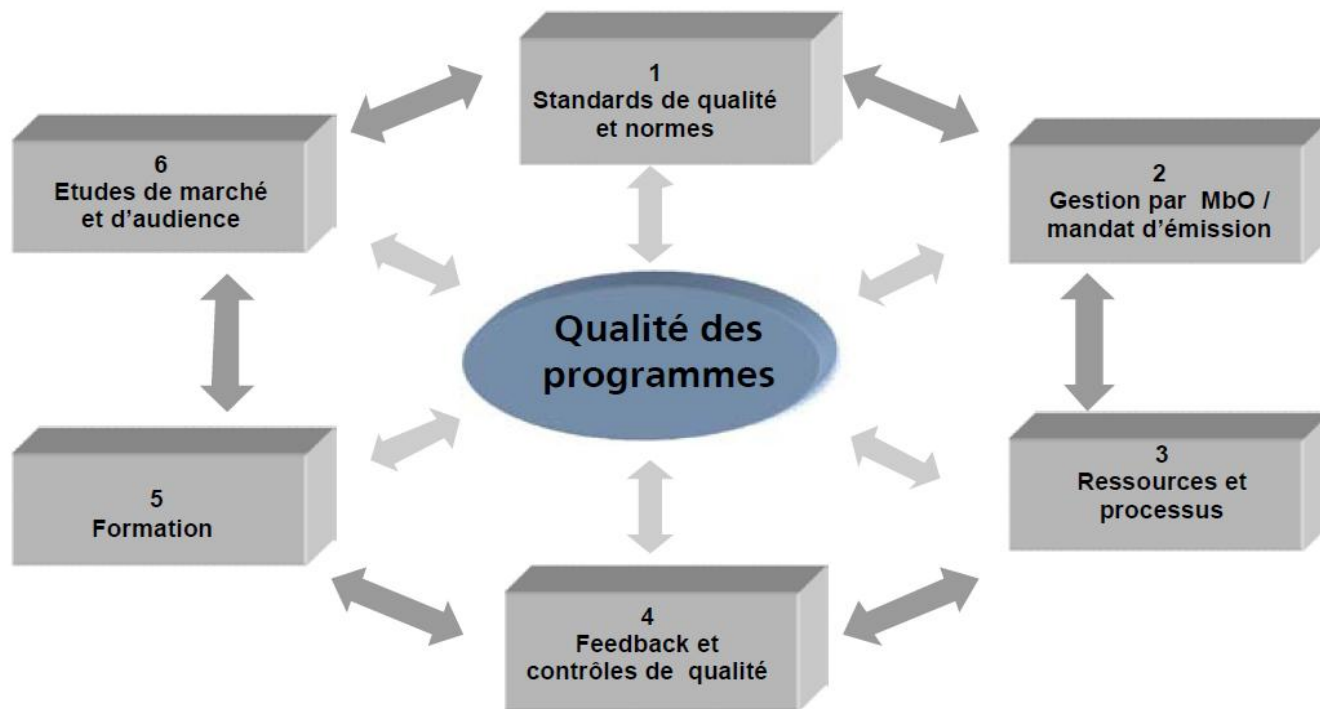 1
Standards de qualité
et normes
2
Gestion par MbO /
mandat d'émission
3
Ressources et
processus
4
Feedback et
contrôles de qualité
5
Formation
6
Etudes de marché
et d'audience
Qualité des
programmes